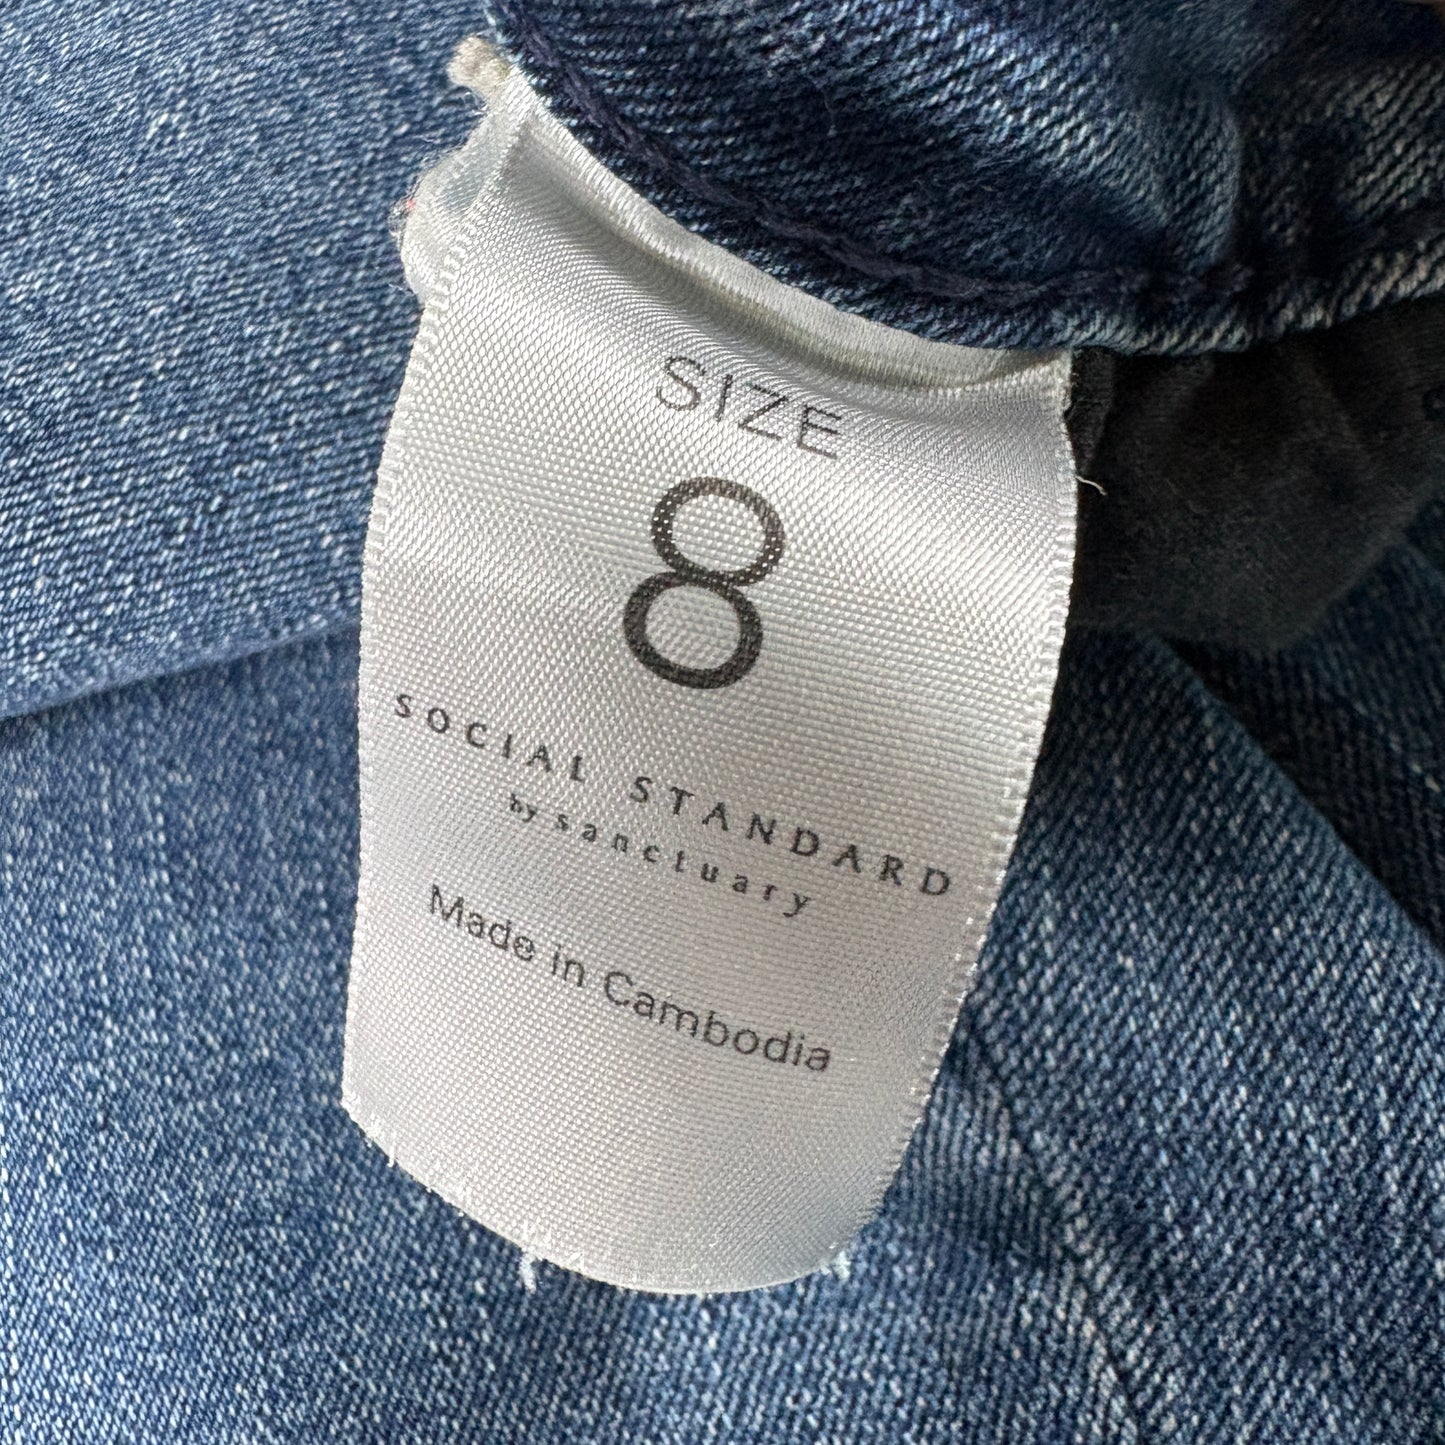 SIZE
8
SOCIAL STANDARD
by sanctuary
Made in Cambodia